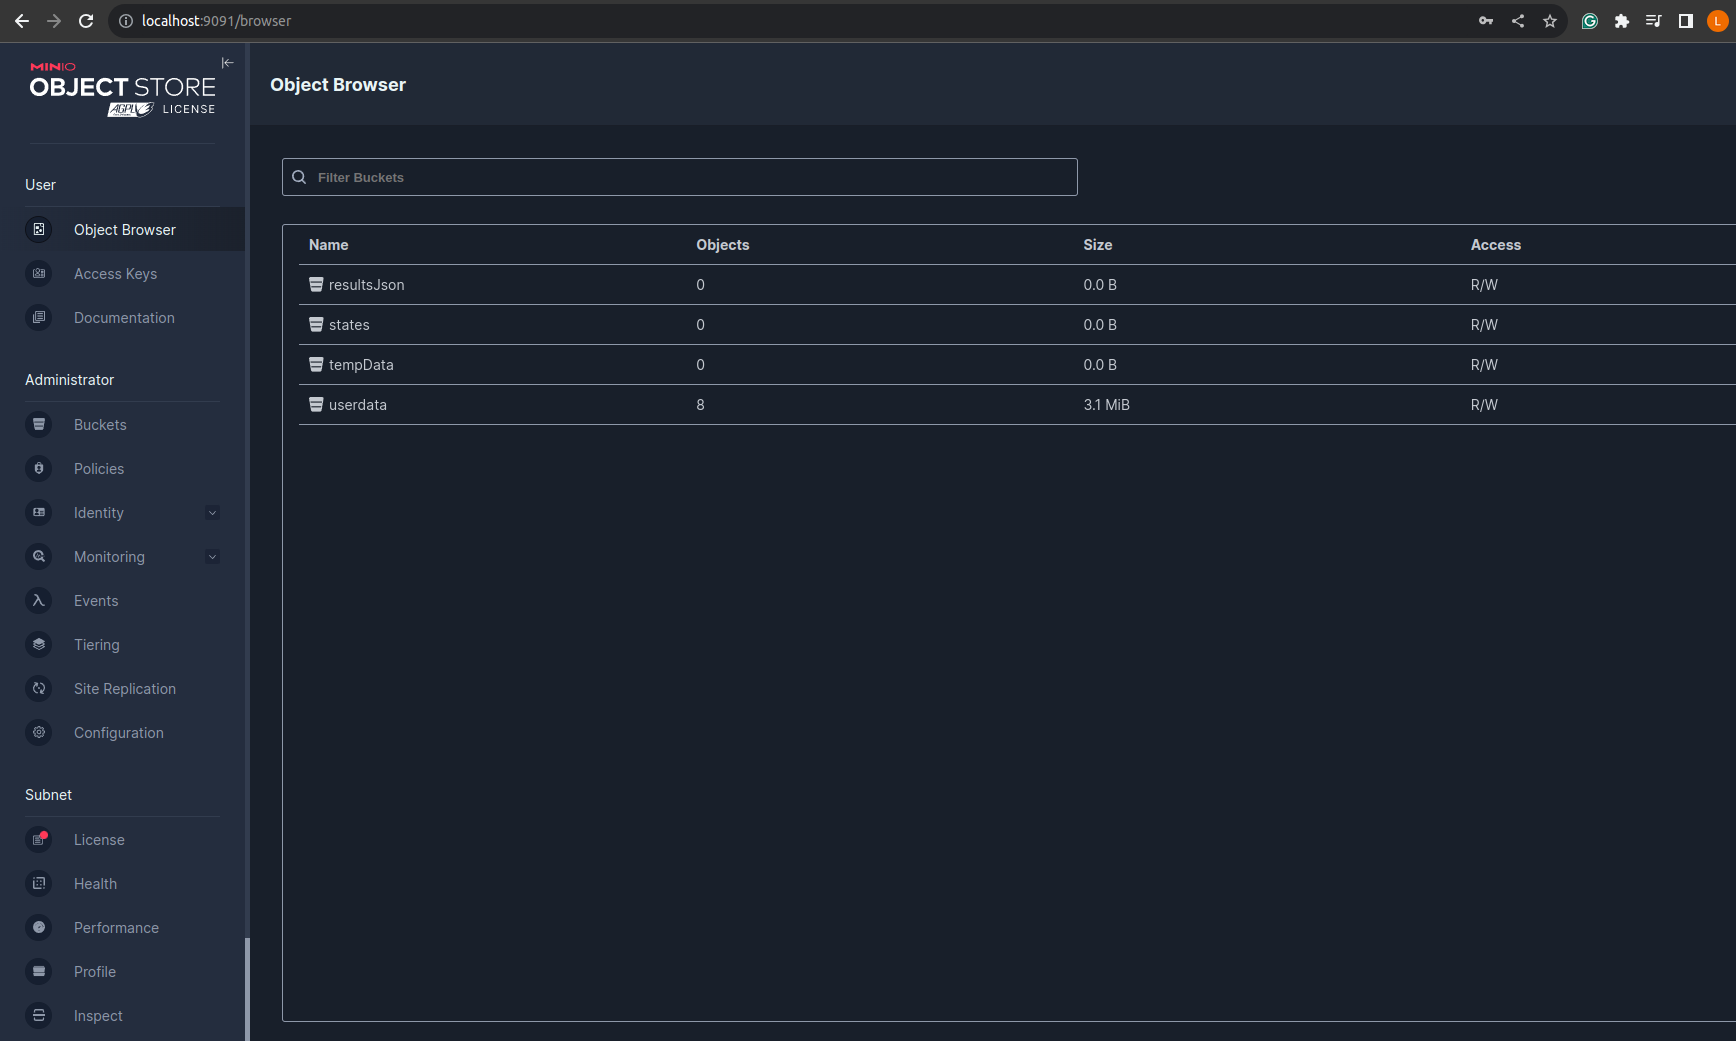 localhost:9091/browser
L
MINIO
OBJECT STORE
AGPLv3 LICENSE
Object Browser
User
Object Browser
Access Keys
Documentation
Administrator
Buckets
Policies
Identity
Monitoring
Events
Tiering
Site Replication
Configuration
Subnet
License
Health
Performance
Profile
Inspect
Filter Buckets
Name Objects Size Access
resultsJson 0 0.0 B R/W
states 0 0.0 B R/W
tempData 0 0.0 B R/W
userdata 8 3.1 MiB R/W